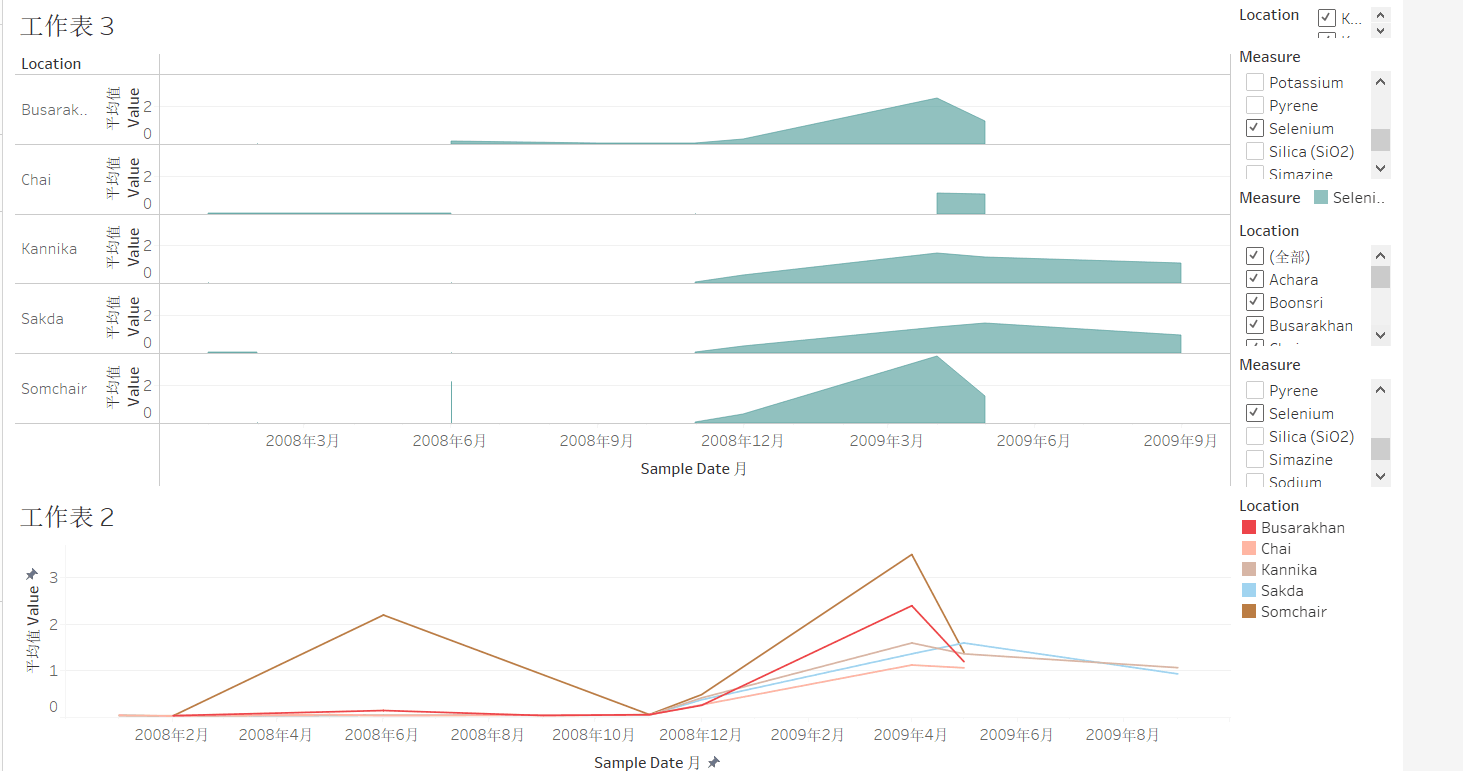 工作表 3
Location
Busarak..
平均值
Value
2
0
Chai
平均值
Value
2
0
Kannika
平均值
Value
2
0
Sakda
平均值
Value
2
0
Somchair
平均值
Value
2
0
2008年3月 2008年6月 2008年9月 2008年12月 2009年3月 2009年6月 2009年9月
Sample Date 月
工作表 2
平均值 Value
3
2
1
0
2008年2月 2008年4月 2008年6月 2008年8月 2008年10月 2008年12月 2009年2月 2009年4月 2009年6月 2009年8月
Sample Date 月
Location K...
Measure
Potassium
Pyrene
Selenium
Silica (SiO2)
Simazine
Measure Seleni..
Location
(全部)
Achara
Boonsri
Busarakhan
Measure
Pyrene
Selenium
Silica (SiO2)
Simazine
Sodium
Location
Busarakhan
Chai
Kannika
Sakda
Somchair